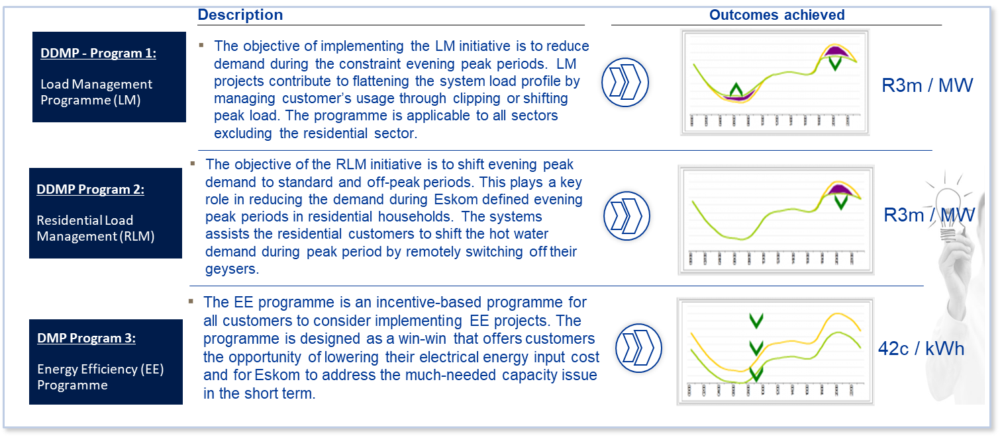 Description
Outcomes achieved
DDMP - Program 1:
Load Management
Programme (LM)
The objective of implementing the LM initiative is to reduce
demand during the constraint evening peak periods. LM
projects contribute to flattening the system load profile by
managing customer's usage through clipping or shifting
peak load. The programme is applicable to all sectors
excluding the residential sector.
R3m / MW
DDMP Program 2:
Residential Load
Management (RLM)
The objective of the RLM initiative is to shift evening peak
demand to standard and off-peak periods. This plays a key
role in reducing the demand during Eskom defined evening
peak periods in residential households. The systems
assists the residential customers to shift the hot water
demand during peak period by remotely switching off their
geysers.
R3m / MW
DMP Program 3:
Energy Efficiency (EE)
Programme
The EE programme is an incentive-based programme for
all customers to consider implementing EE projects. The
programme is designed as a win-win that offers customers
the opportunity of lowering their electrical energy input cost
and for Eskom to address the much-needed capacity issue
in the short term.
42c / kWh